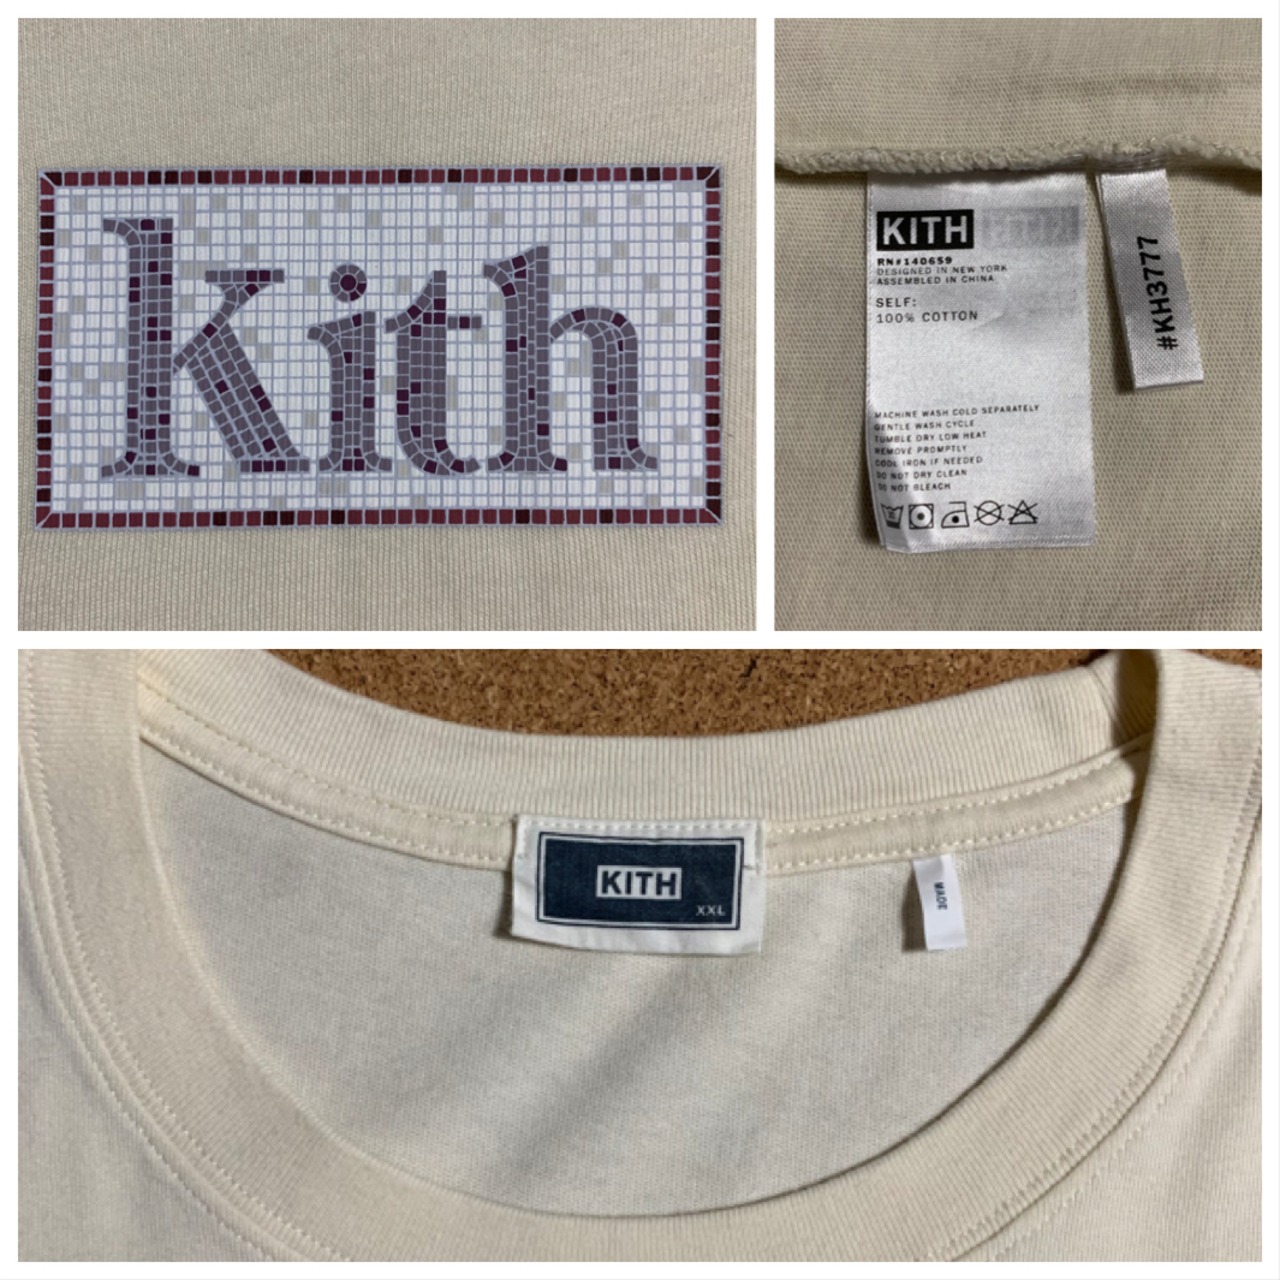 kith
KITH
RN#140659
DESIGNED IN NEW YORK
ASSEMBLED IN CHINA
SELF:
100% COTTON
MACHINE WASH COLD SEPARATELY
GENTLE WASH CYCLE
TUMBLE DRY LOW HEAT
REMOVE PROMPTLY
COOL IRON IF NEEDED
DO NOT DRY CLEAN
DO NOT BLEACH
#KH3777
KITH
XXL
MADE